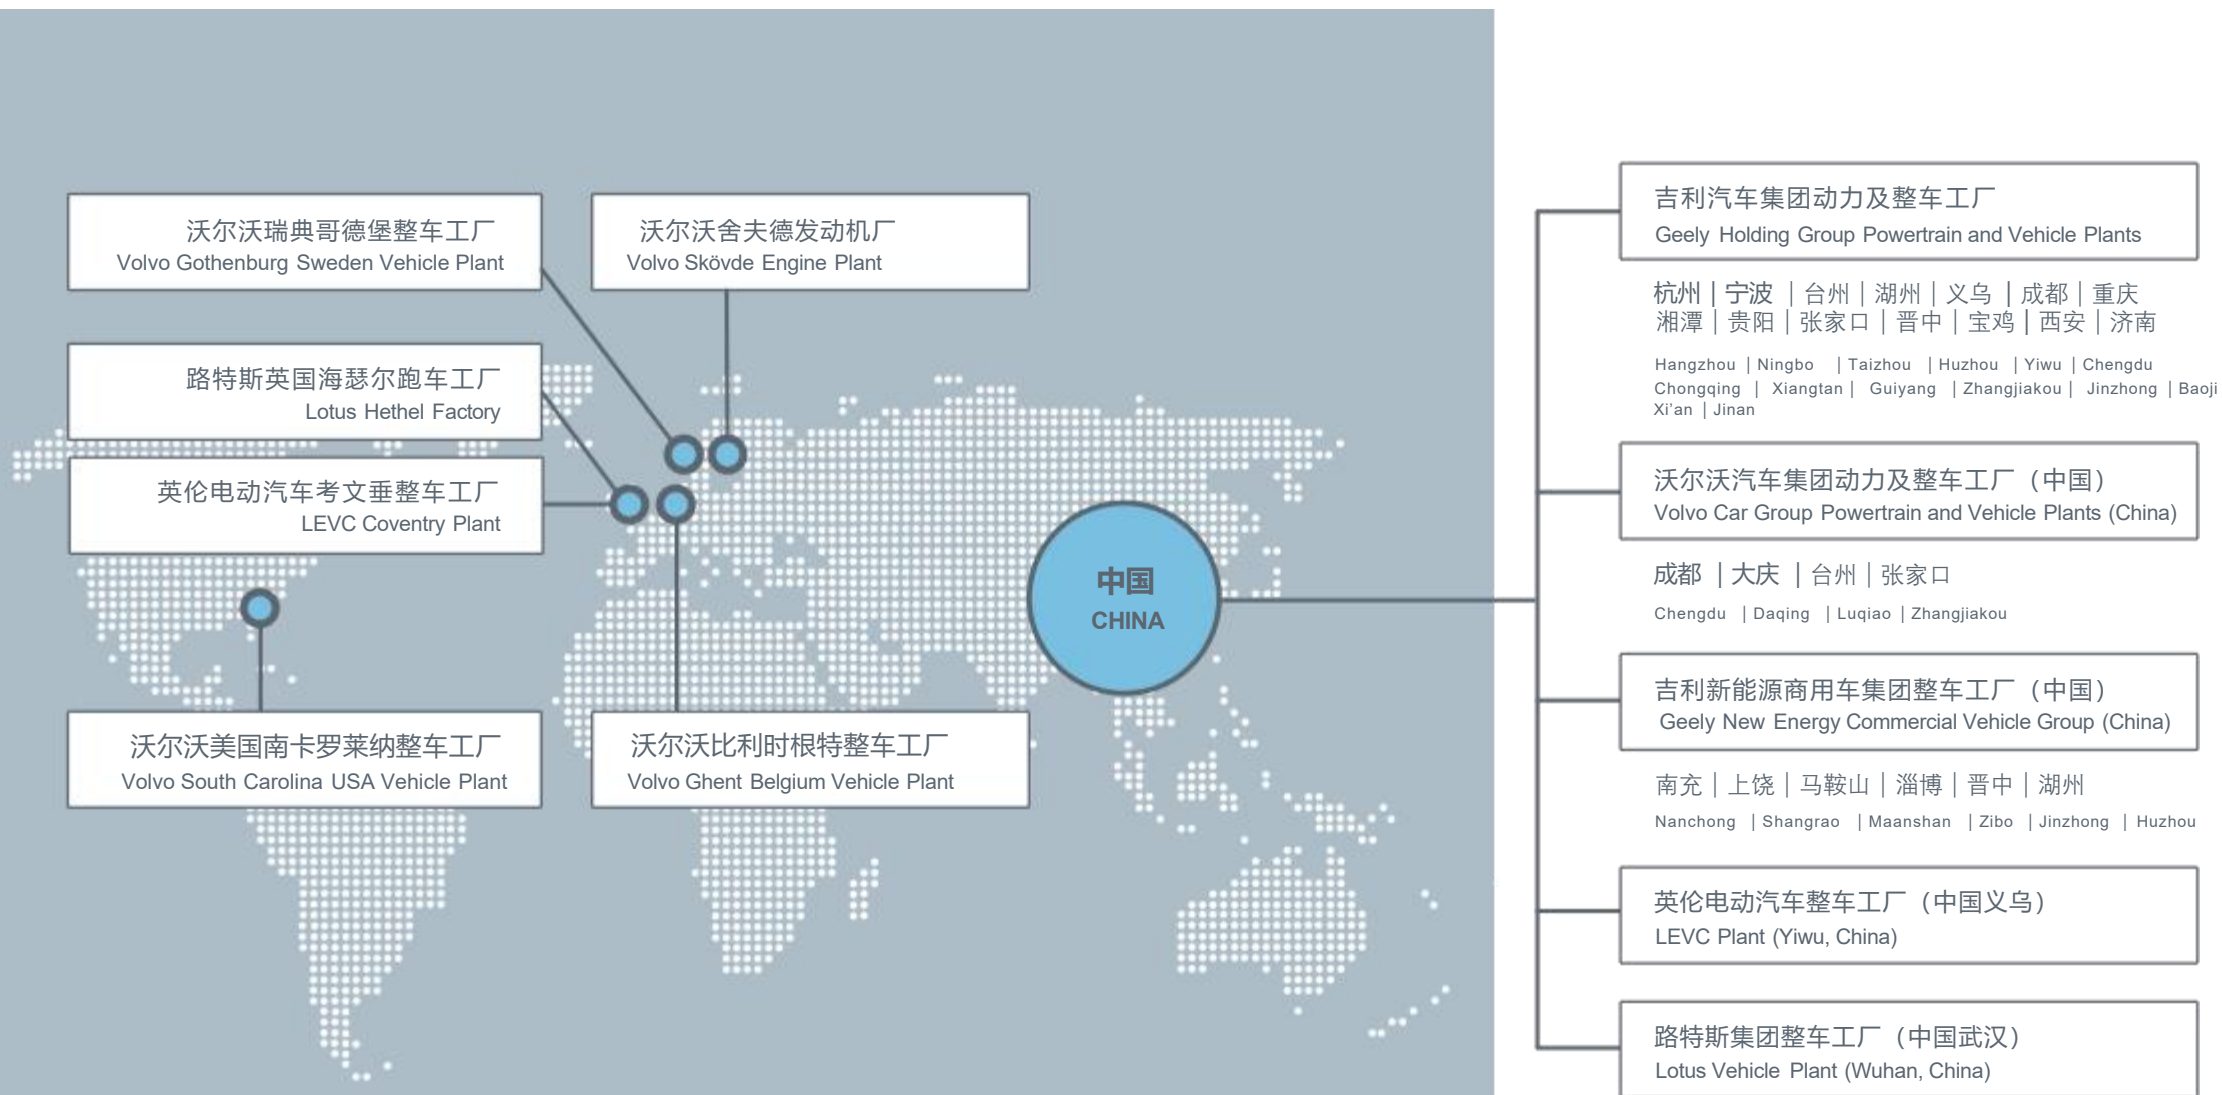 沃尔沃瑞典哥德堡整车工厂
Volvo Gothenburg Sweden Vehicle Plant
沃尔沃舍夫德发动机厂
Volvo Skövde Engine Plant
路特斯英国海瑟尔跑车工厂
Lotus Hethel Factory
英伦电动汽车考文垂整车工厂
LEVC Coventry Plant
沃尔沃美国南卡罗莱纳整车工厂
Volvo South Carolina USA Vehicle Plant
沃尔沃比利时根特整车工厂
Volvo Ghent Belgium Vehicle Plant
中国
CHINA
吉利汽车集团动力及整车工厂
Geely Holding Group Powertrain and Vehicle Plants
杭州｜宁波｜台州｜湖州｜义乌｜成都｜重庆
湘潭｜贵阳｜张家口｜晋中｜宝鸡｜西安｜济南
Hangzhou | Ningbo | Taizhou | Huzhou | Yiwu | Chengdu
Chongqing | Xiangtan | Guiyang | Zhangjiakou | Jinzhong | Baoji
Xi'an | Jinan
沃尔沃汽车集团动力及整车工厂（中国）
Volvo Car Group Powertrain and Vehicle Plants (China)
成都｜大庆｜台州｜张家口
Chengdu | Daqing | Luqiao | Zhangjiakou
吉利新能源商用车集团整车工厂（中国）
Geely New Energy Commercial Vehicle Group (China)
南充｜上饶｜马鞍山｜淄博｜晋中｜湖州
Nanchong | Shangrao | Maanshan | Zibo | Jinzhong | Huzhou
英伦电动汽车整车工厂（中国义乌）
LEVC Plant (Yiwu, China)
路特斯集团整车工厂（中国武汉）
Lotus Vehicle Plant (Wuhan, China)